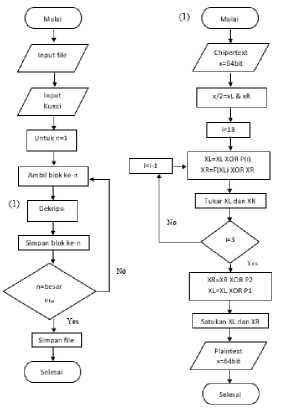 Mulai
Input file
Input
Kunci
Untuk n=1
Ambil blok ke-n
(1)
Dekripsi
Simpan blok ke-n
n=besar
File
No
Yes
Simpan file
Selesai
(1)
Mulai
Chipertext
x=64bit
x/2=xL & xR
i=18
i=i-1
XL=XL XOR P(i)
XR=F(XL) XOR XR
Tukar XL dan XR
No
i=3
Yes
XR=XR XOR P2
XL=XL XOR P1
Satukan XL dan XR
Plaintext
x=64bit
Selesai